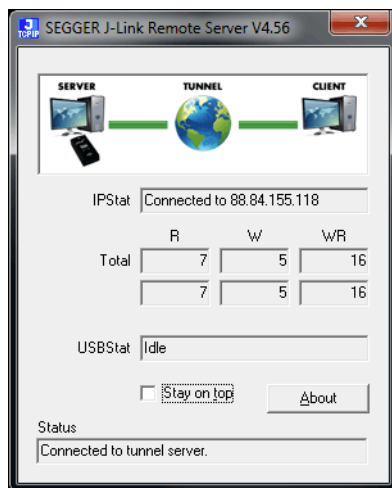 J
TCPIP
SEGGER J-Link Remote Server V4.56
SERVER TUNNEL CLIENT
IPStat Connected to 88.84.155.118
R W WR
Total 7 5 16
7 5 16
USBStat Idle
Stay on top About
Status
Connected to tunnel server.